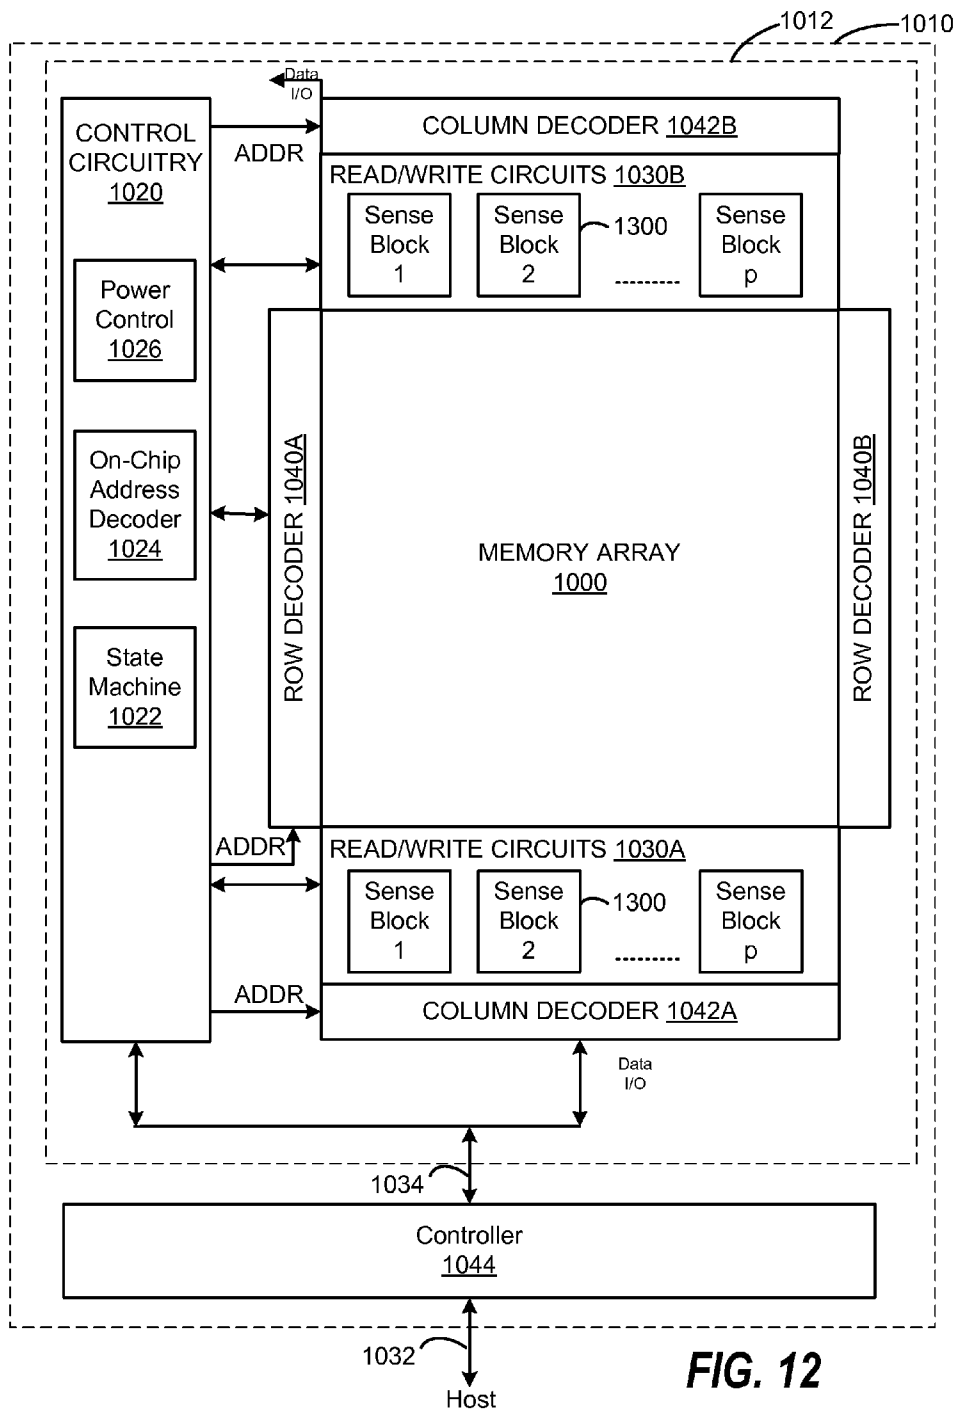 1012
1010
Data
I/O
CONTROL
CIRCUITRY
1020
ADDR
COLUMN DECODER 1042B
READ/WRITE CIRCUITS 1030B
Sense
Block
1
Sense
Block
2
1300
.........
Sense
Block
p
Power
Control
1026
On-Chip
Address
Decoder
1024
State
Machine
1022
ROW DECODER 1040A
MEMORY ARRAY
1000
ROW DECODER 1040B
ADDR
READ/WRITE CIRCUITS 1030A
Sense
Block
1
Sense
Block
2
1300
.........
Sense
Block
p
ADDR
COLUMN DECODER 1042A
Data
I/O
1034
Controller
1044
1032
Host
FIG. 12